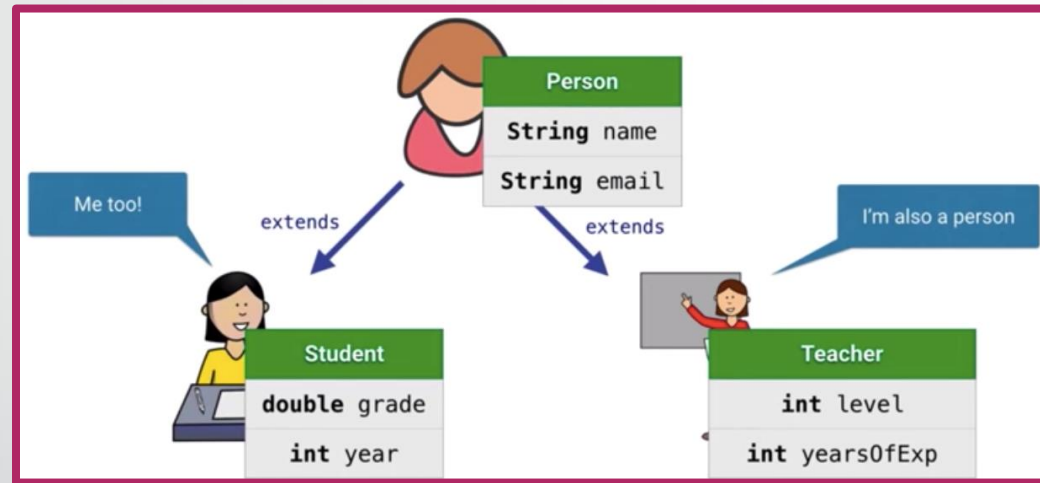 Person
String name
String email
Me too!
extends
extends
I'm also a person
Student
double grade
int year
Teacher
int level
int yearsOfExp